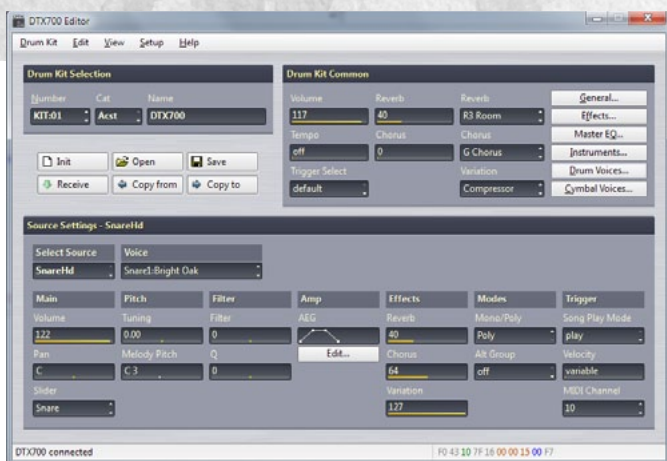 DTX700 Editor
Drum Kit Edit View Setup Help
Drum Kit Selection
Number Cat Name
KIT:01 Acst DTX700
Init Open Save
Receive Copy from Copy to
Drum Kit Common
Volume Reverb Reverb
117 40 R3 Room
Tempo Chorus Chorus
off 0 G Chorus
Trigger Select Variation
default Compressor
General...
Effects...
Master EQ...
Instruments...
Drum Voices...
Cymbal Voices...
Source Settings - SnareHd
Select Source Voice
SnareHd Snare1:Bright Oak
Main Pitch Filter Amp Effects Modes Trigger
Volume Tuning Filter AEG Reverb Mono/Poly Song Play Mode
122 0.00 0 40 Poly play
Pan Melody Pitch Q Edit... Chorus Alt Group Velocity
C C 3 0 64 off variable
Slider Variation MIDI Channel
Snare 127 10
DTX700 connected F0 43 10 7F 16 00 00 15 00 F7